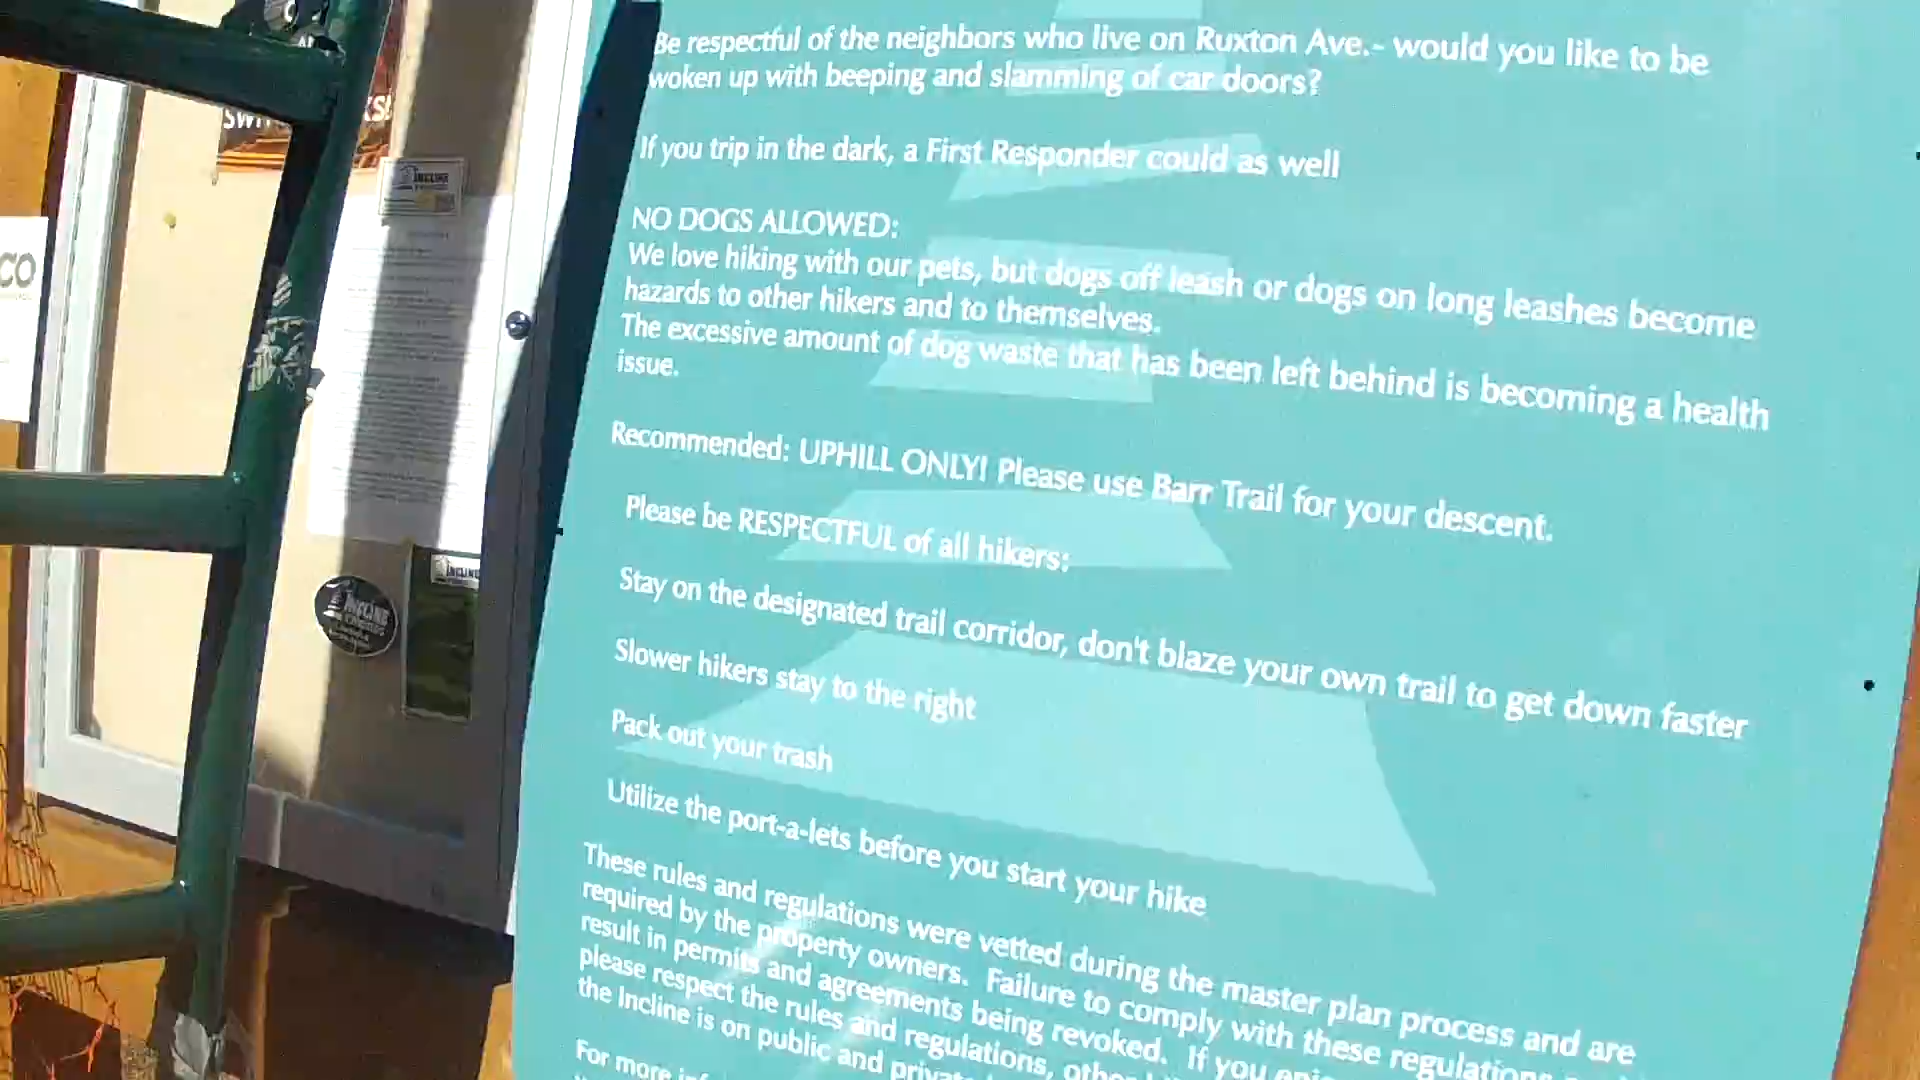 Be respectful of the neighbors who live on Ruxton Ave.- would you like to be
woken up with beeping and slamming of car doors?
If you trip in the dark, a First Responder could as well
NO DOGS ALLOWED:
We love hiking with our pets, but dogs off leash or dogs on long leashes become
hazards to other hikers and to themselves.
The excessive amount of dog waste that has been left behind is becoming a health
issue.
Recommended: UPHILL ONLY! Please use Barr Trail for your descent.
Please be RESPECTFUL of all hikers:
Stay on the designated trail corridor, don't blaze your own trail to get down faster
Slower hikers stay to the right
Pack out your trash
Utilize the port-a-lets before you start your hike
These rules and regulations were vetted during the master plan process and are
required by the property owners. Failure to comply with these regulations
result in permits and agreements being revoked. If you
please respect the rules and regulations,
the Incline is on public and
For more
CO
INCLINE
INCLINE
INCLINE